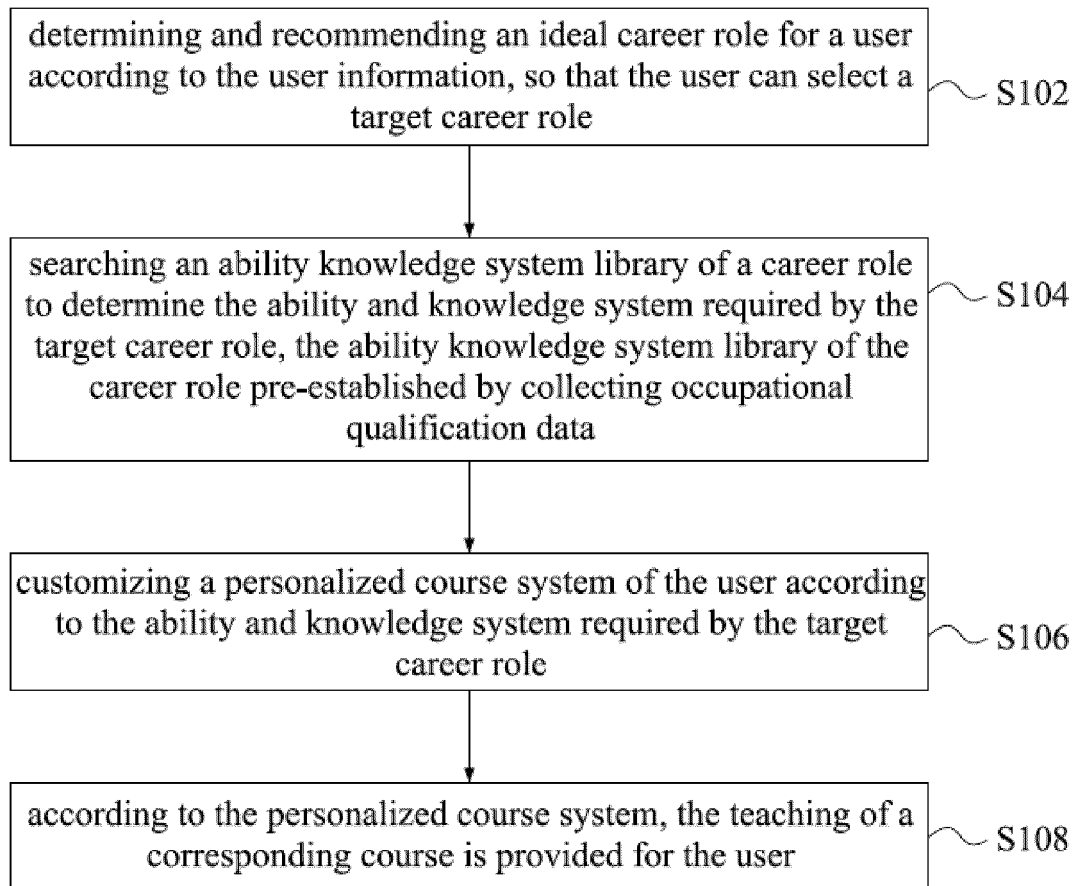 determining and recommending an ideal career role for a user
according to the user information, so that the user can select a
target career role
S102
searching an ability knowledge system library of a career role
to determine the ability and knowledge system required by the
target career role, the ability knowledge system library of the
career role pre-established by collecting occupational
qualification data
S104
customizing a personalized course system of the user according
to the ability and knowledge system required by the target
career role
S106
according to the personalized course system, the teaching of a
corresponding course is provided for the user
S108